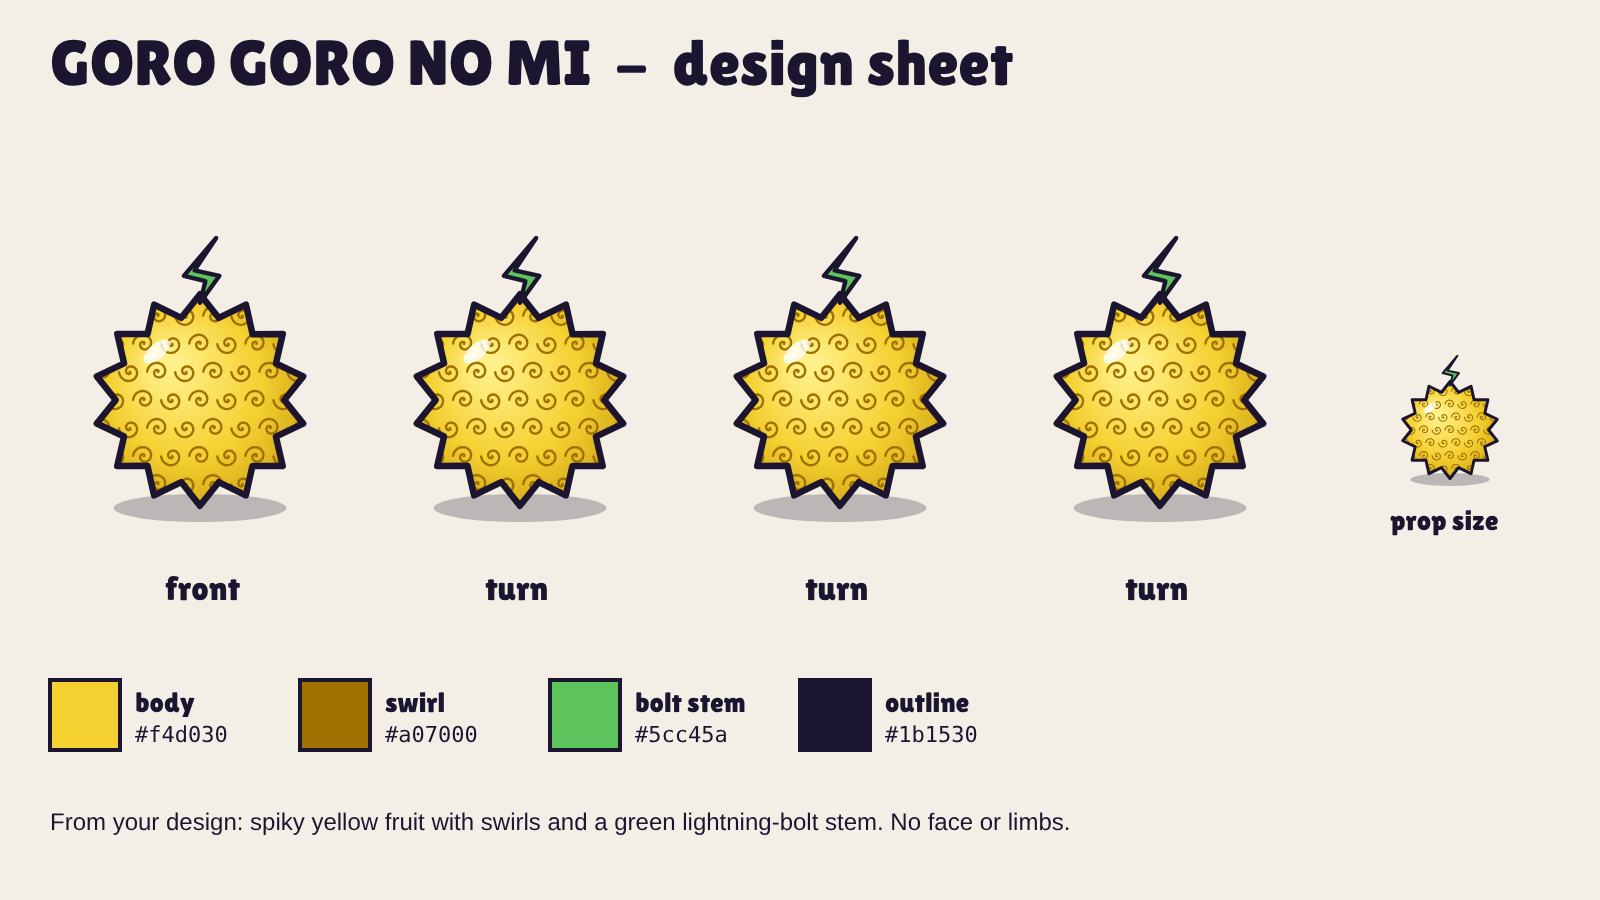 GORO GORO NO MI – design sheet
front
turn
turn
turn
prop size
body
#f4d030
swirl
#a07000
bolt stem
#5cc45a
outline
#1b1530
From your design: spiky yellow fruit with swirls and a green lightning-bolt stem. No face or limbs.